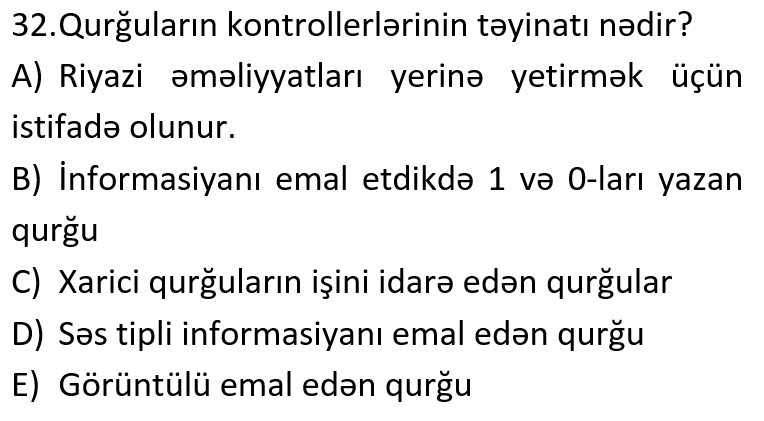 32.Qurğuların kontrollerlərinin təyinatı nədir?
A) Riyazi əməliyyatları yerinə yetirmək üçün
istifadə olunur.
B) İnformasiyanı emal etdikdə 1 və 0-ları yazan
qurğu
C) Xarici qurğuların işini idarə edən qurğular
D) Səs tipli informasiyanı emal edən qurğu
E) Görüntülü emal edən qurğu